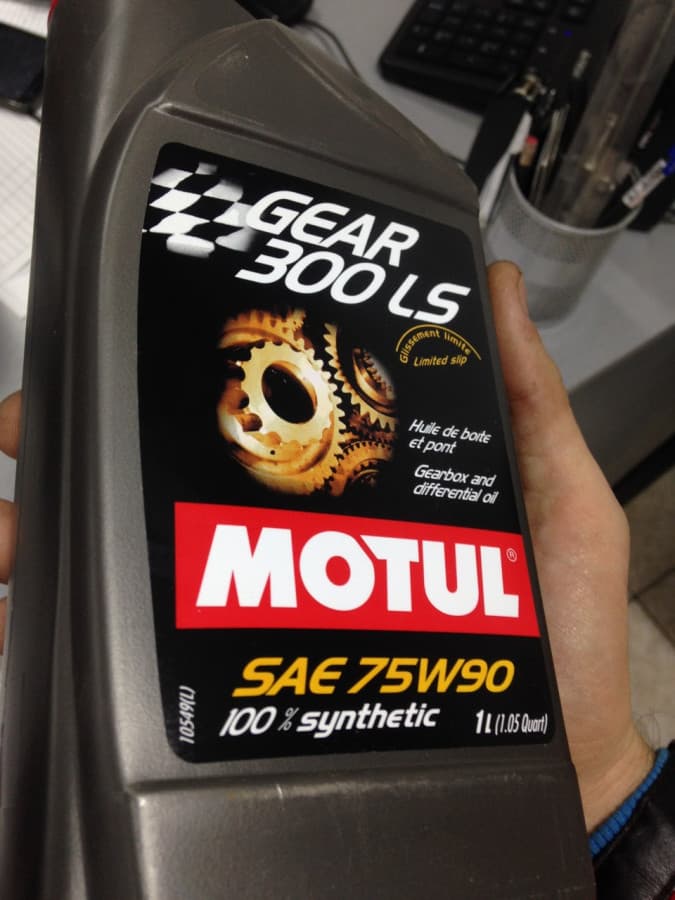 GEAR
300 LS
Glissement limité
Limited slip
Huile de boîte
et pont
Gearbox and
differential oil
MOTUL®
SAE 75W90
100 % synthetic
1L (1.05 Quart)
10549(L)